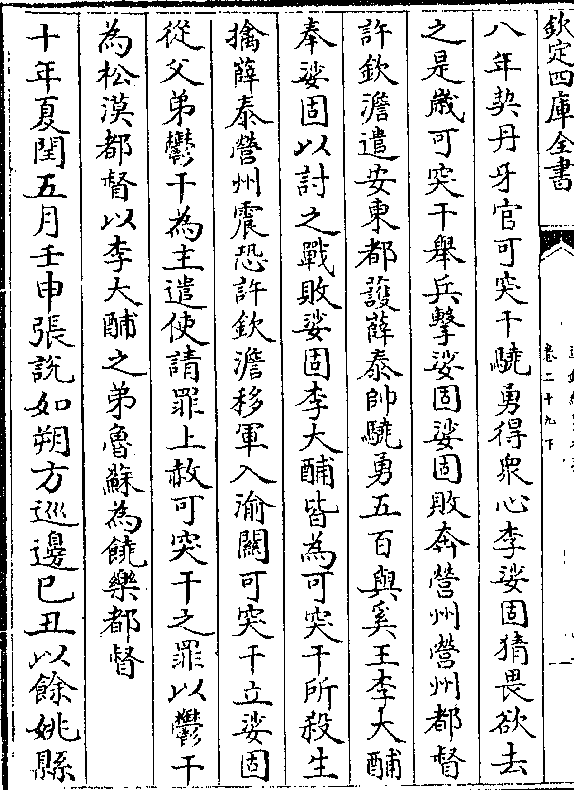 欽定四庫全書
卷二十九下
八年契丹牙官可突干驍勇得衆心李娑固猜畏欲去
之是嵗可突干舉兵擊娑固娑固敗奔營州營州都督
許欽澹遣安東都䕶薛泰帥驍勇五百與奚王李大酺
奉娑固以討之戰敗娑固李大酺皆為可突干所殺生
擒薛泰營州震恐許欽澹移軍入渝關可突干立娑固
從父弟鬱干為主遣使請罪上赦可突干之罪以鬱干
為松漠都督以李大酺之弟魯蘇為饒樂都督
十年夏閏五月壬申張說如朔方巡邊已丑以餘姚縣